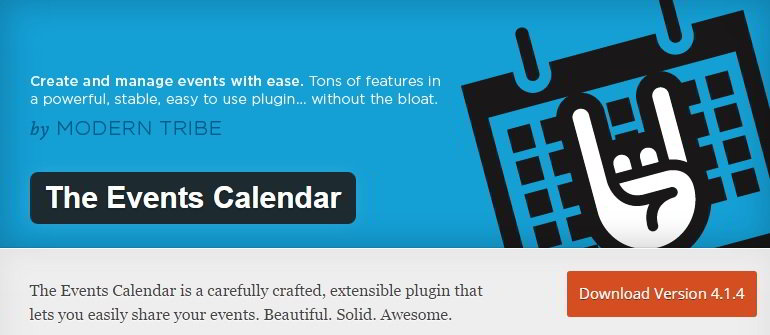 Create and manage events with ease. Tons of features in
a powerful, stable, easy to use plugin... without the bloat.
by MODERN TRIBE
The Events Calendar
The Events Calendar is a carefully crafted, extensible plugin that
lets you easily share your events. Beautiful. Solid. Awesome.
Download Version 4.1.4